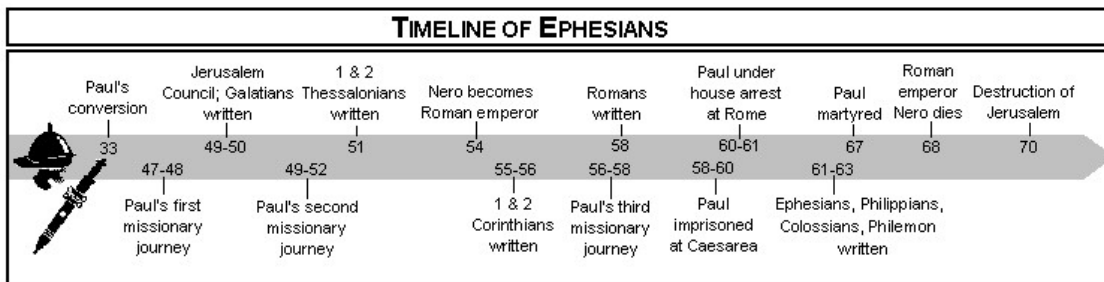 TIMELINE OF EPHESIANS
Paul's
conversion
33
47-48
Paul's first
missionary
journey
Jerusalem
Council; Galatians
written
49-50
49-52
Paul's second
missionary
journey
1 & 2
Thessalonians
written
51
Nero becomes
Roman emperor
54
55-56
1 & 2
Corinthians
written
Romans
written
58
56-58
Paul's third
missionary
journey
Paul under
house arrest
at Rome
60-61
58-60
Paul
imprisoned
at Caesarea
Paul
martyred
67
61-63
Ephesians, Philippians,
Colossians, Philemon
written
Roman
emperor
Nero dies
68
Destruction of
Jerusalem
70